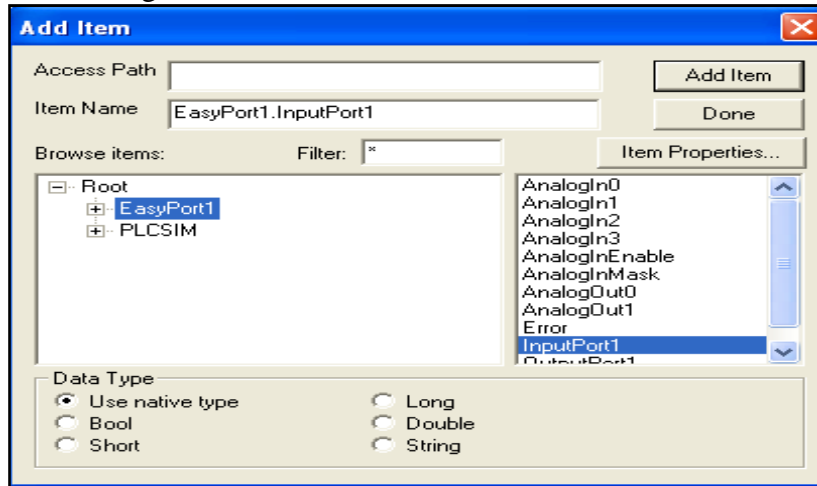 Add Item
Access Path
Add Item
Item Name EasyPort1.InputPort1
Done
Browse items: Filter: *
Item Properties...
Root
EasyPort1
PLCSIM
AnalogIn0
AnalogIn1
AnalogIn2
AnalogIn3
AnalogInEnable
AnalogInMask
AnalogOut0
AnalogOut1
Error
InputPort1
OutputPort1
Data Type
Use native type
Long
Bool
Double
Short
String